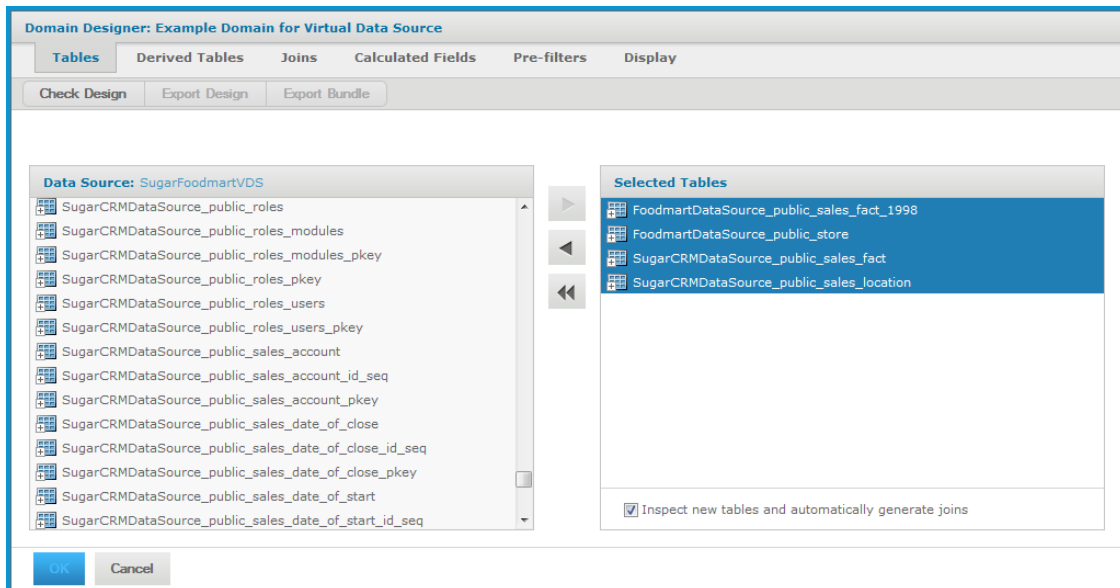 Domain Designer: Example Domain for Virtual Data Source
Tables Derived Tables Joins Calculated Fields Pre-filters Display
Check Design Export Design Export Bundle
Data Source: SugarFoodmartVDS
SugarCRMDataSource_public_roles
SugarCRMDataSource_public_roles_modules
SugarCRMDataSource_public_roles_modules_pkey
SugarCRMDataSource_public_roles_pkey
SugarCRMDataSource_public_roles_users
SugarCRMDataSource_public_roles_users_pkey
SugarCRMDataSource_public_sales_account
SugarCRMDataSource_public_sales_account_id_seq
SugarCRMDataSource_public_sales_account_pkey
SugarCRMDataSource_public_sales_date_of_close
SugarCRMDataSource_public_sales_date_of_close_id_seq
SugarCRMDataSource_public_sales_date_of_close_pkey
SugarCRMDataSource_public_sales_date_of_start
SugarCRMDataSource_public_sales_date_of_start_id_seq
Selected Tables
FoodmartDataSource_public_sales_fact_1998
FoodmartDataSource_public_store
SugarCRMDataSource_public_sales_fact
SugarCRMDataSource_public_sales_location
Inspect new tables and automatically generate joins
OK Cancel